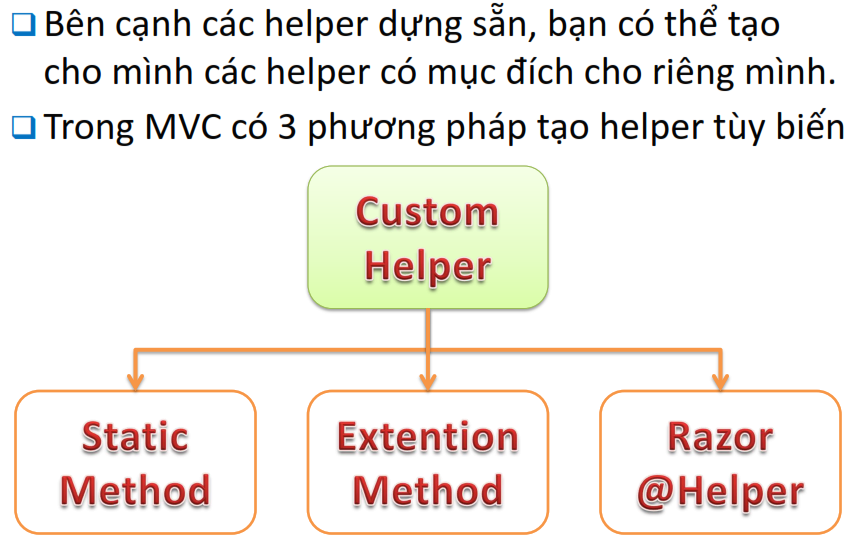 Bên cạnh các helper dựng sẵn, bạn có thể tạo
cho mình các helper có mục đích cho riêng mình.
Trong MVC có 3 phương pháp tạo helper tùy biến
Custom
Helper
Static
Method
Extention
Method
Razor
@Helper